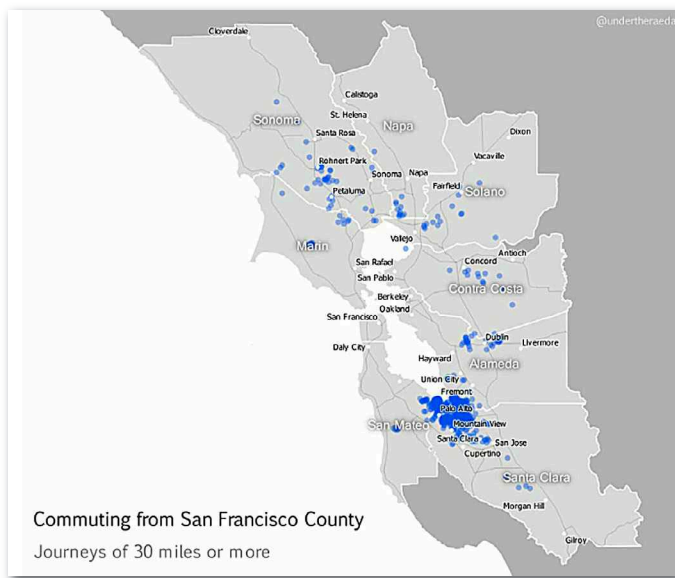 @undertheraedar
Cloverdale
Calistoga
St. Helena
Sonoma
Napa
Santa Rosa
Dixon
Rohnert Park
Vacaville
Sonoma
Napa
Fairfield
Petaluma
Solano
Vallejo
Marin
Antioch
San Rafael
Concord
San Pablo
Contra Costa
Berkeley
Oakland
San Francisco
Dublin
Daly City
Livermore
Hayward
Alameda
Union City
Fremont
Palo Alto
San Mateo
Mountain View
Santa Clara
San Jose
Cupertino
Santa Clara
Morgan Hill
Gilroy
Commuting from San Francisco County
Journeys of 30 miles or more